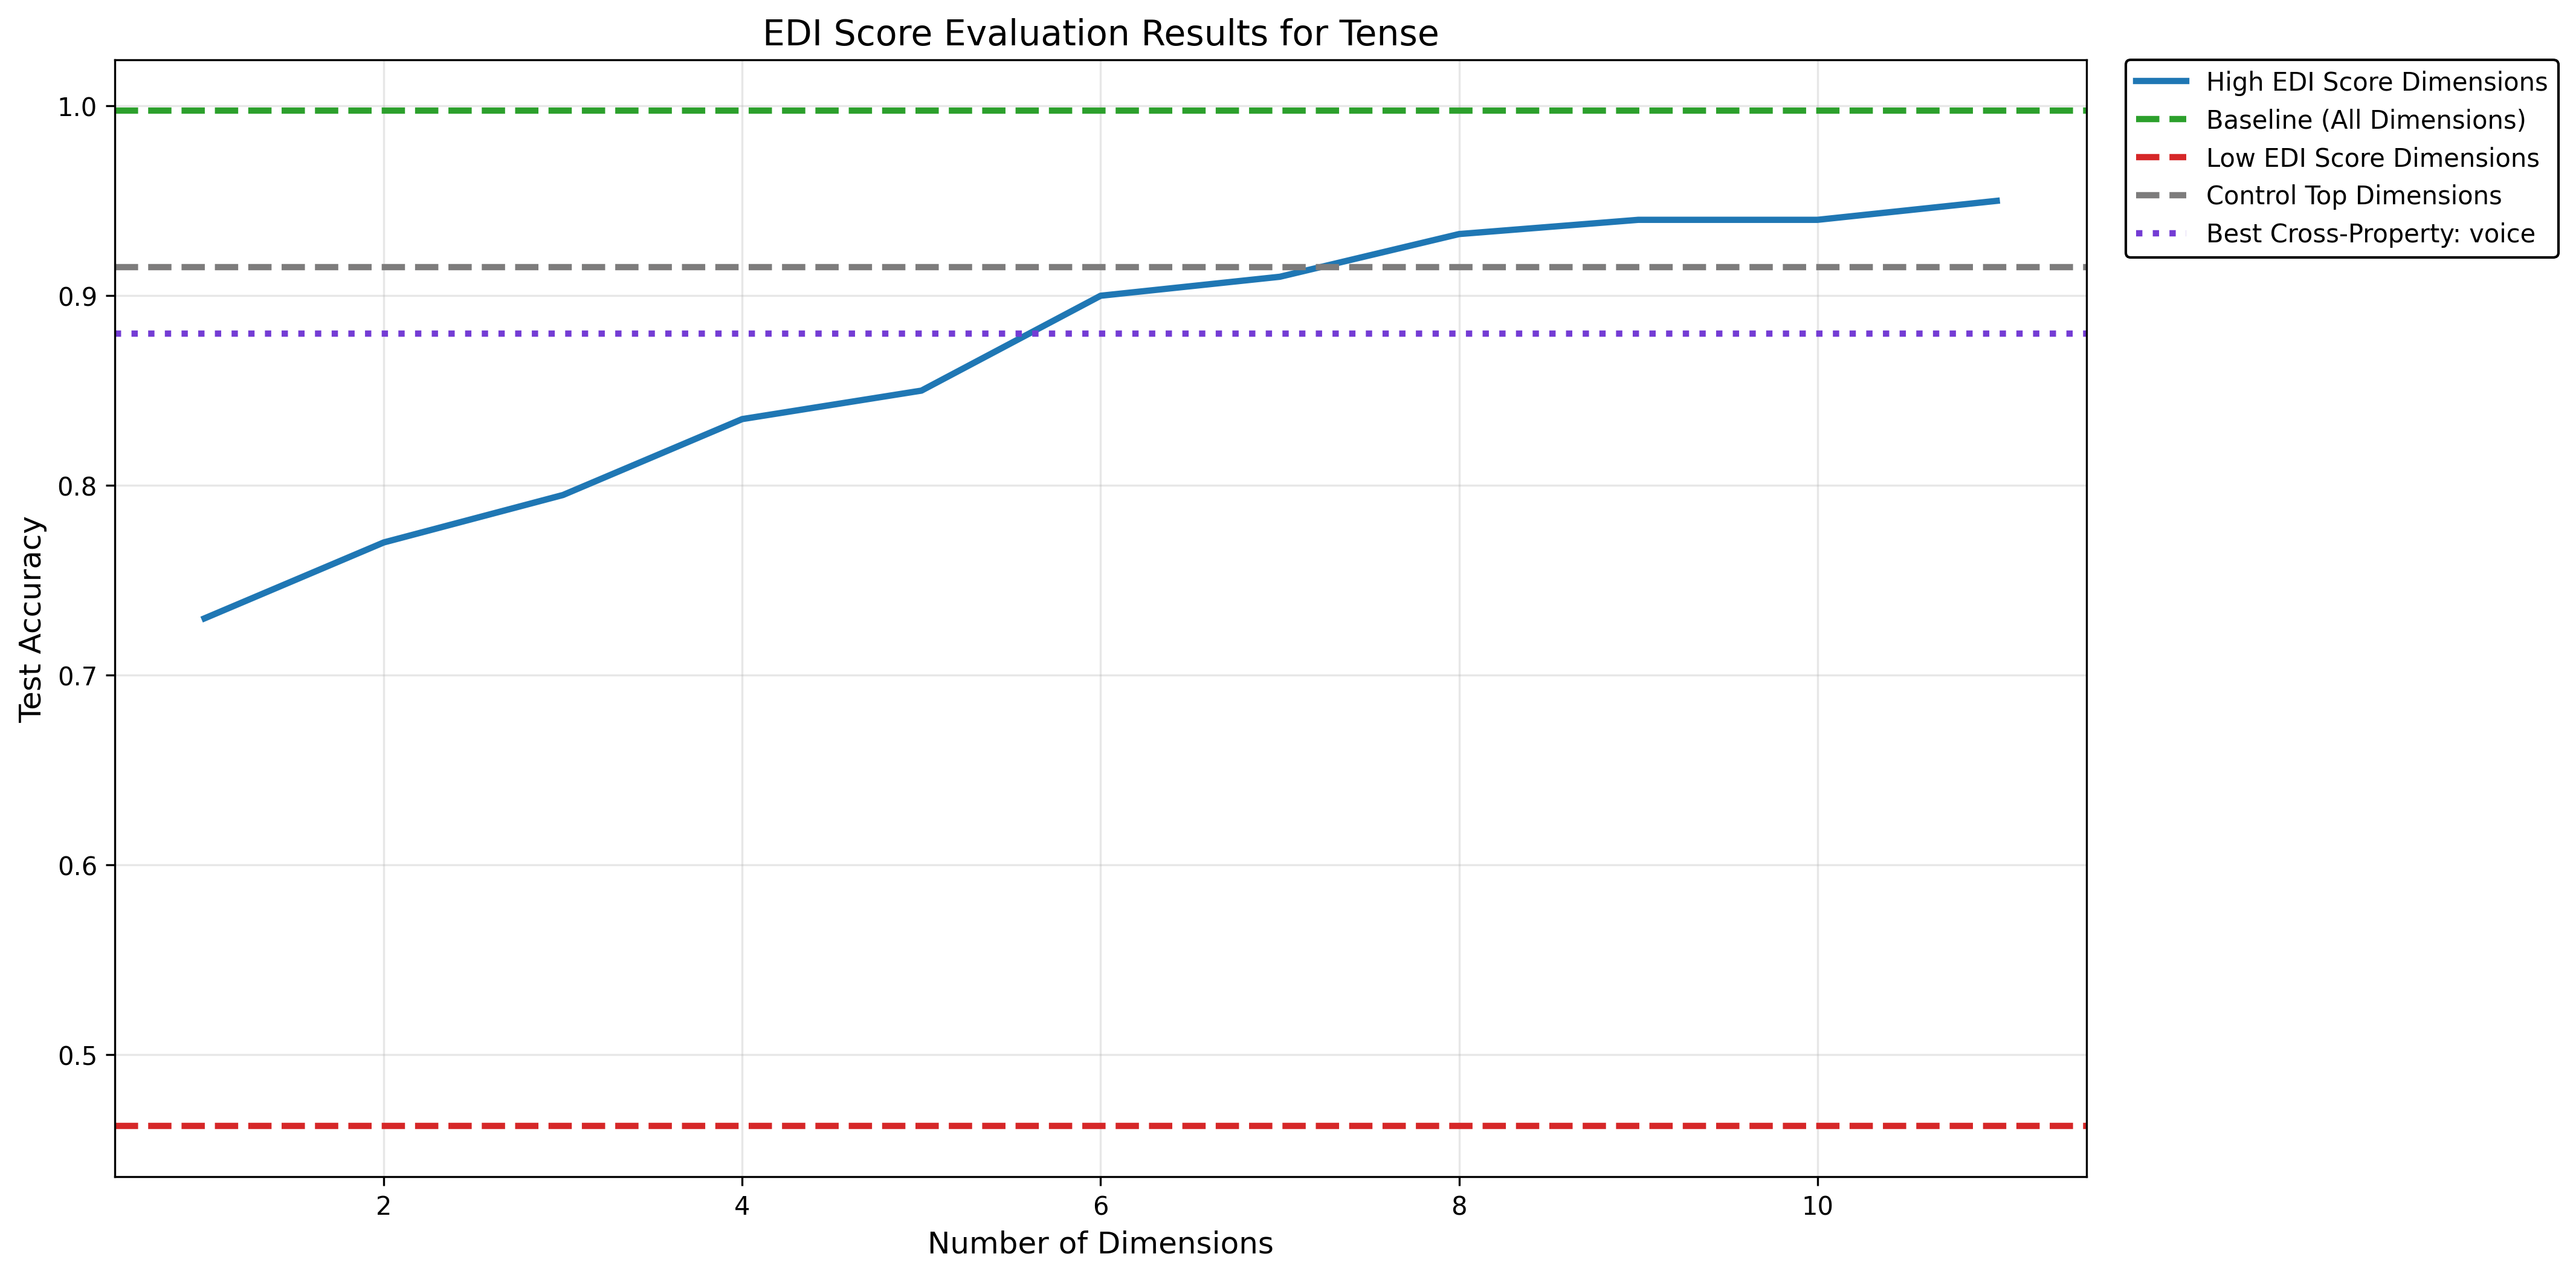 EDI Score Evaluation Results for Tense
1.0
0.9
0.8
0.7
0.6
0.5
Test Accuracy
2
4
6
8
10
Number of Dimensions
High EDI Score Dimensions
Baseline (All Dimensions)
Low EDI Score Dimensions
Control Top Dimensions
Best Cross-Property: voice